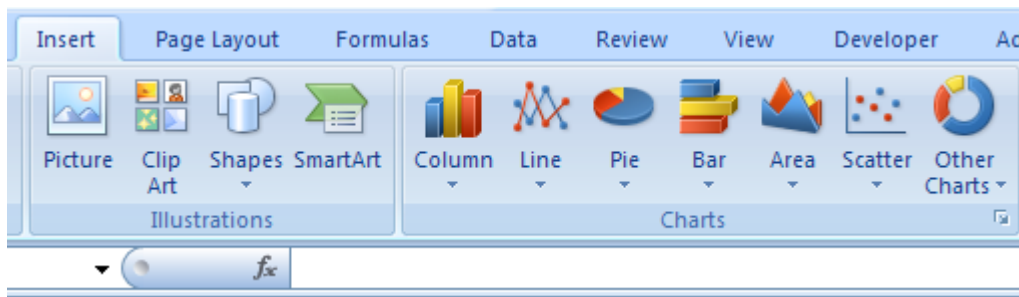 Insert Page Layout Formulas Data Review View Developer
Picture Clip Art Shapes SmartArt Column Line Pie Bar Area Scatter Other Charts
Illustrations Charts
fx